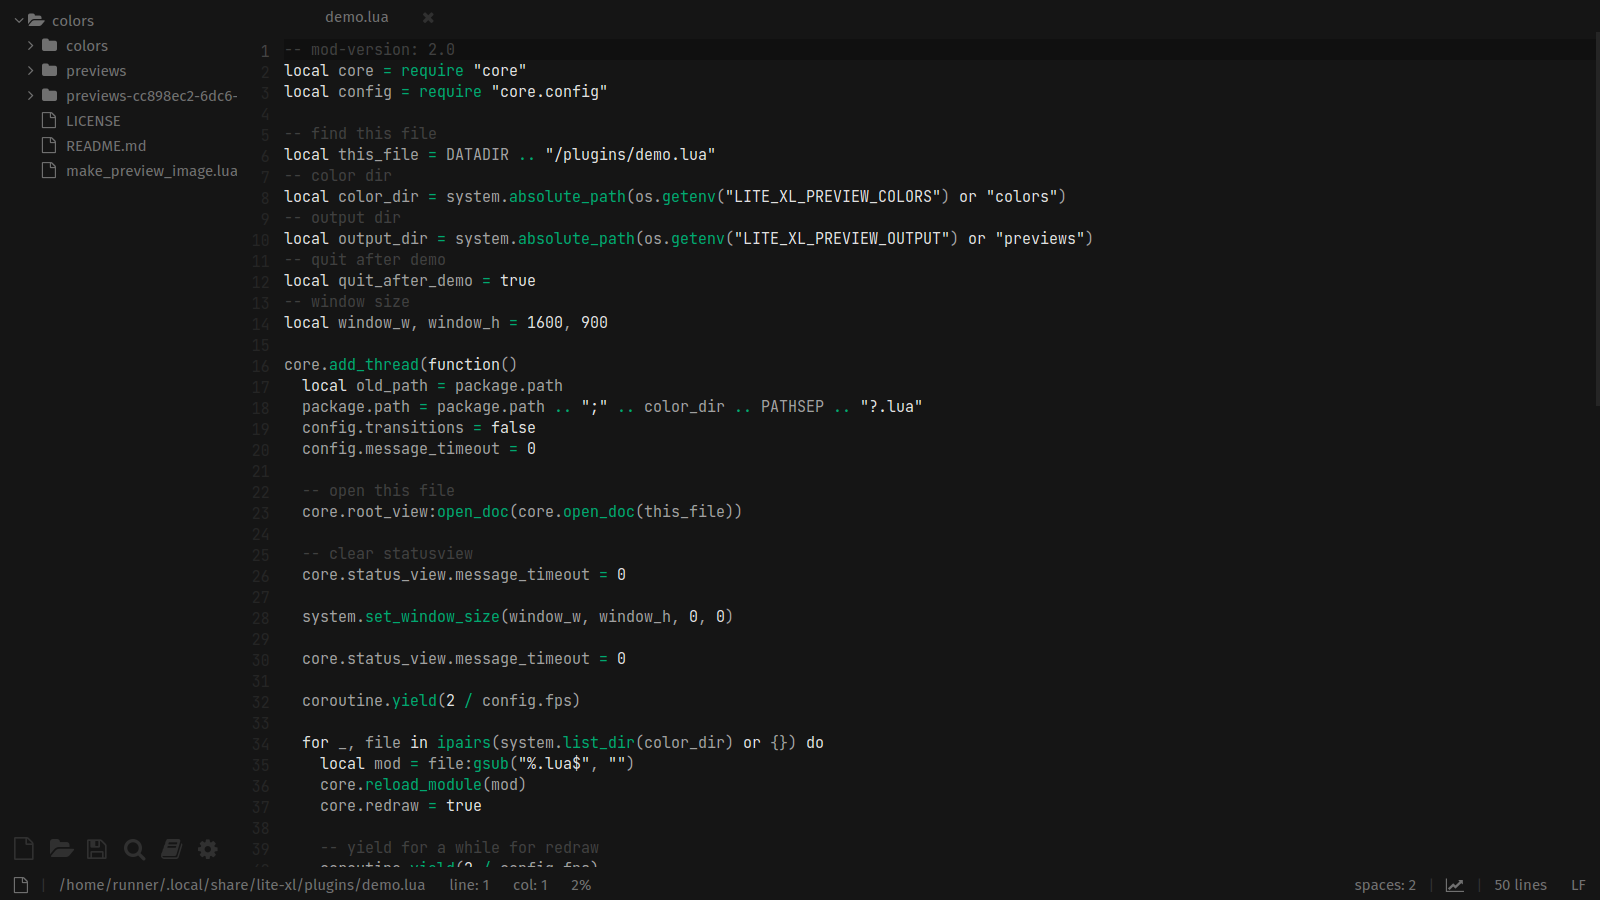 colors
colors
previews
previews-cc898ec2-6dc6-
LICENSE
README.md
make_preview_image.lua
demo.lua
1 -- mod-version: 2.0
2 local core = require "core"
3 local config = require "core.config"
4
5 -- find this file
6 local this_file = DATADIR .. "/plugins/demo.lua"
7 -- color dir
8 local color_dir = system.absolute_path(os.getenv("LITE_XL_PREVIEW_COLORS") or "colors")
9 -- output dir
10 local output_dir = system.absolute_path(os.getenv("LITE_XL_PREVIEW_OUTPUT") or "previews")
11 -- quit after demo
12 local quit_after_demo = true
13 -- window size
14 local window_w, window_h = 1600, 900
15
16 core.add_thread(function()
17   local old_path = package.path
18   package.path = package.path .. ";" .. color_dir .. PATHSEP .. "?.lua"
19   config.transitions = false
20   config.message_timeout = 0
21
22   -- open this file
23   core.root_view:open_doc(core.open_doc(this_file))
24
25   -- clear statusview
26   core.status_view.message_timeout = 0
27
28   system.set_window_size(window_w, window_h, 0, 0)
29
30   core.status_view.message_timeout = 0
31
32   coroutine.yield(2 / config.fps)
33
34   for _, file in ipairs(system.list_dir(color_dir) or {}) do
35     local mod = file:gsub("%.lua$", "")
36     core.reload_module(mod)
37     core.redraw = true
38
39     -- yield for a while for redraw
40     coroutine.yield(2 / config.fps)
/home/runner/.local/share/lite-xl/plugins/demo.lua line: 1 col: 1 2% spaces: 2 50 lines LF